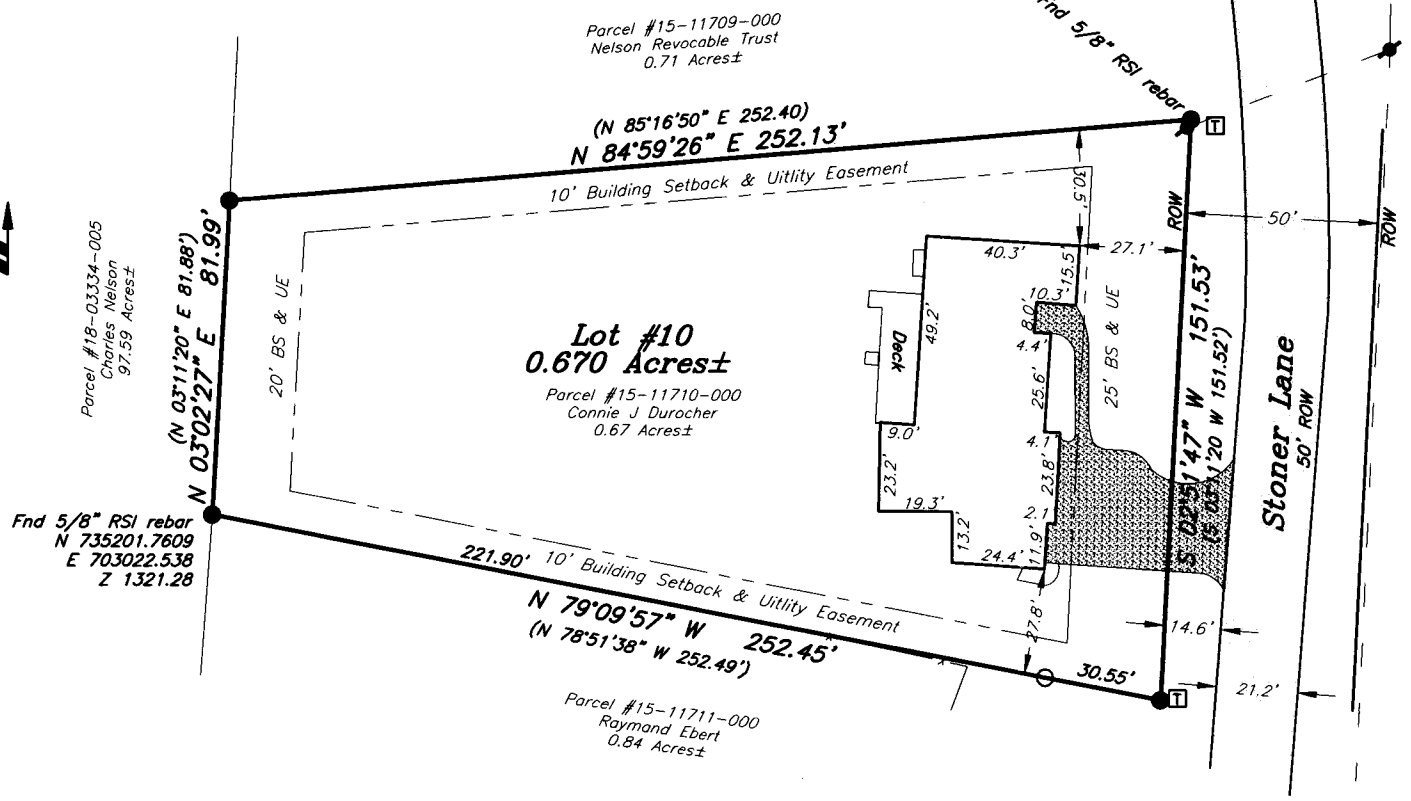 Parcel #15-11709-000
Nelson Revocable Trust
0.71 Acres±
Fnd 5/8" RSI rebar
(N 85°16'50" E 252.40)
N 84°59'26" E 252.13'
10' Building Setback & Uitlity Easement
T
30.5'
ROW
50'
ROW
Parcel #18-03334-005
Charles Nelson
97.59 Acres±
(N 03°11'20" E 81.88')
N 03°02'27" E 81.99'
20' BS & UE
40.3'
15.5'
27.1'
10.3'
8.0'
4.4'
49.2'
Deck
25.6'
25' BS & UE
Lot #10
0.670 Acres±
Parcel #15-11710-000
Connie J Durocher
0.67 Acres±
9.0'
4.1'
23.2'
23.8'
19.3'
2.1'
13.2'
24.4'
11.9'
27.8'
S 02°51'47" W 151.53'
(S 03°11'20 W 151.52')
Stoner Lane
50' ROW
Fnd 5/8" RSI rebar
N 735201.7609
E 703022.538
Z 1321.28
221.90'
10' Building Setback & Uitlity Easement
N 79°09'57" W 252.45'
(N 78°51'38" W 252.49')
14.6'
30.55'
T
21.2'
Parcel #15-11711-000
Raymond Ebert
0.84 Acres±